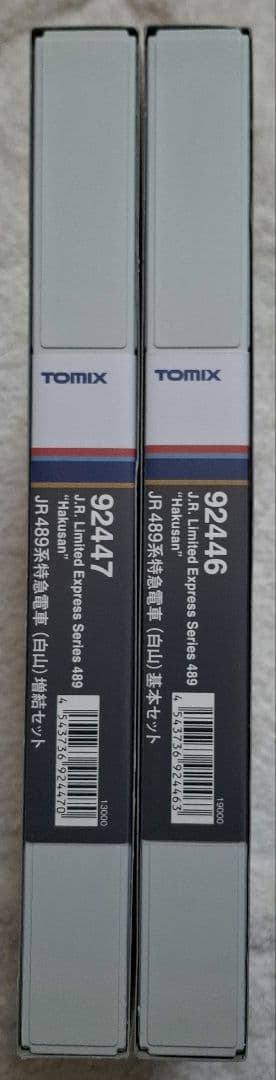 TOMIX
92447
J.R. Limited Express Series 489
"Hakusan"
JR 489系特急電車 (白山) 増結セット
4 543736 924470
13000
TOMIX
92446
J.R. Limited Express Series 489
"Hakusan"
JR 489系特急電車 (白山) 基本セット
4 543736 924463
19000